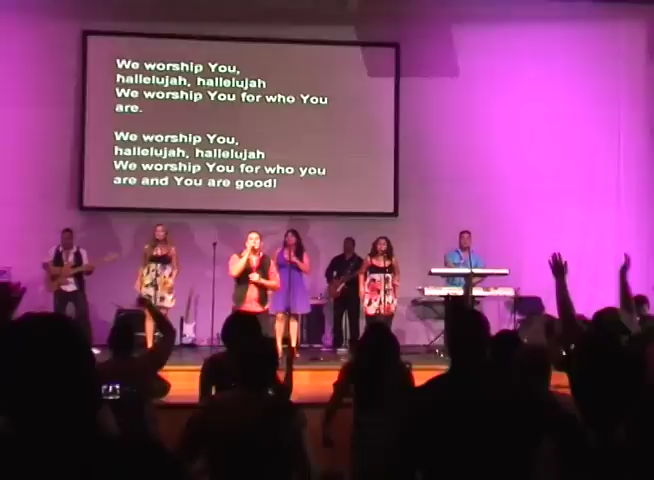 We worship You,
hallelujah, hallelujah
We worship You for who You
are.
We worship You,
hallelujah, hallelujah
We worship You for who you
are and You are good!